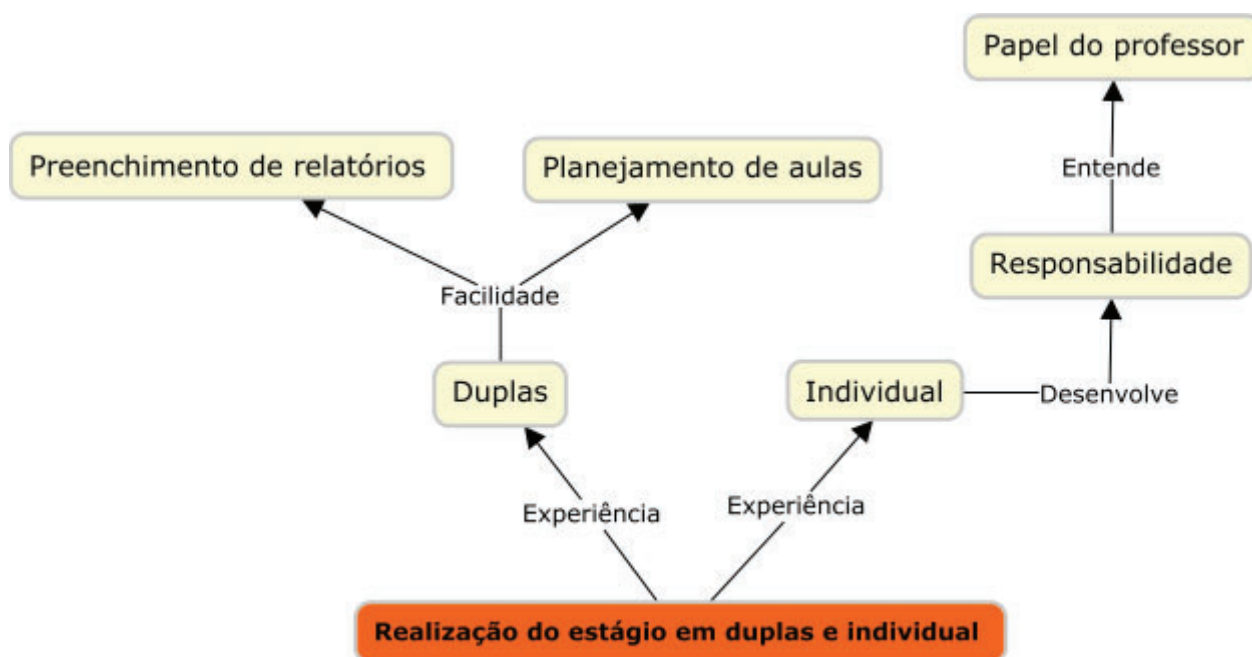 Papel do professor
Preenchimento de relatórios
Planejamento de aulas
Entende
Responsabilidade
Facilidade
Duplas
Individual
Desenvolve
Experiência
Experiência
Realização do estágio em duplas e individual